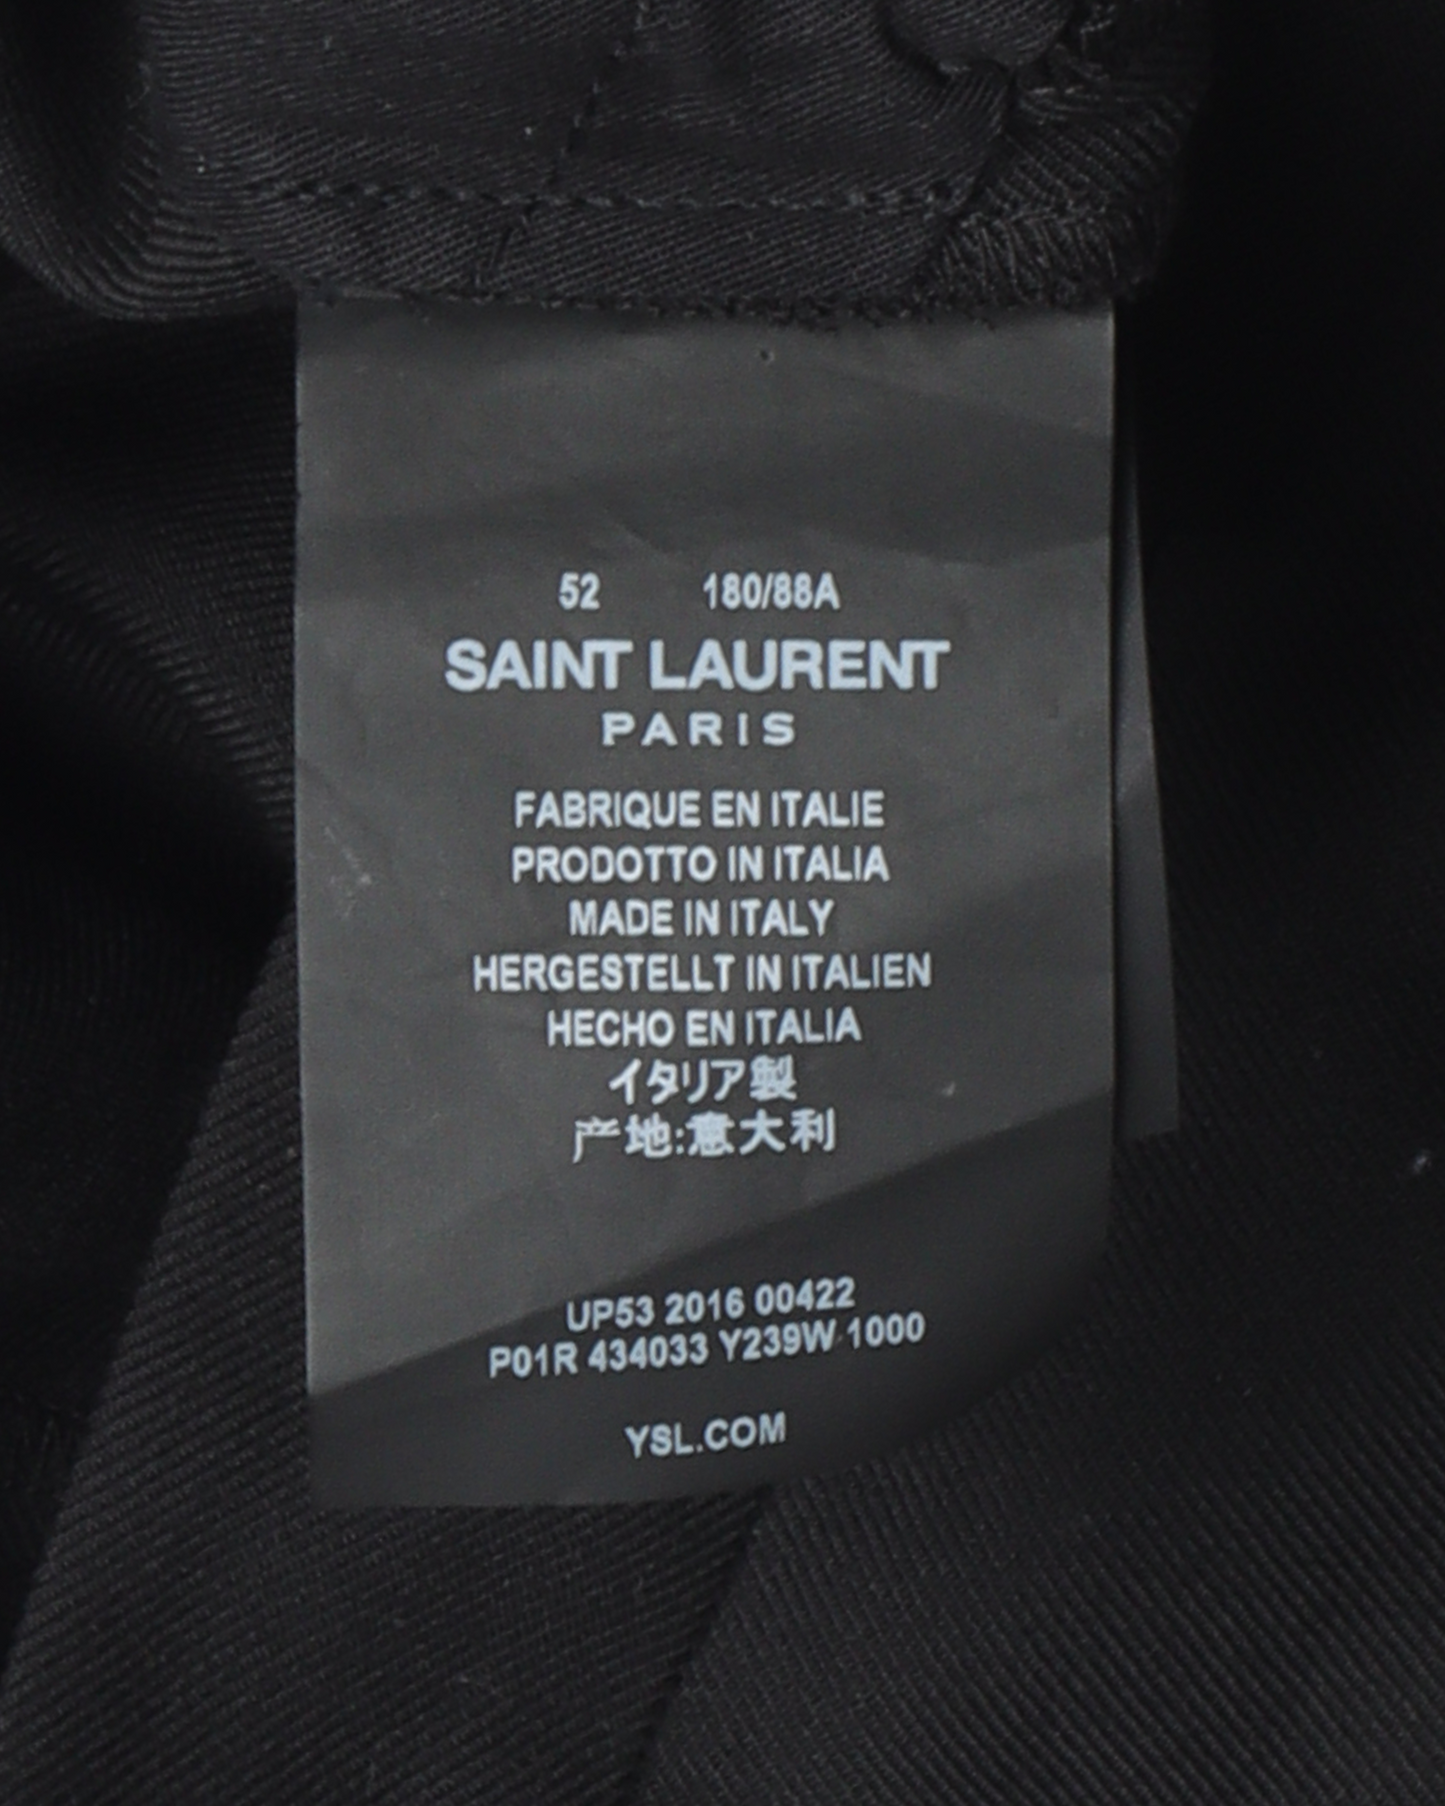 52 180/88A
SAINT LAURENT
PARIS
FABRIQUE EN ITALIE
PRODOTTO IN ITALIA
MADE IN ITALY
HERGESTELLT IN ITALIEN
HECHO EN ITALIA
イタリア製
产地:意大利
UP53 2016 00422
P01R 434033 Y239W 1000
YSL.COM